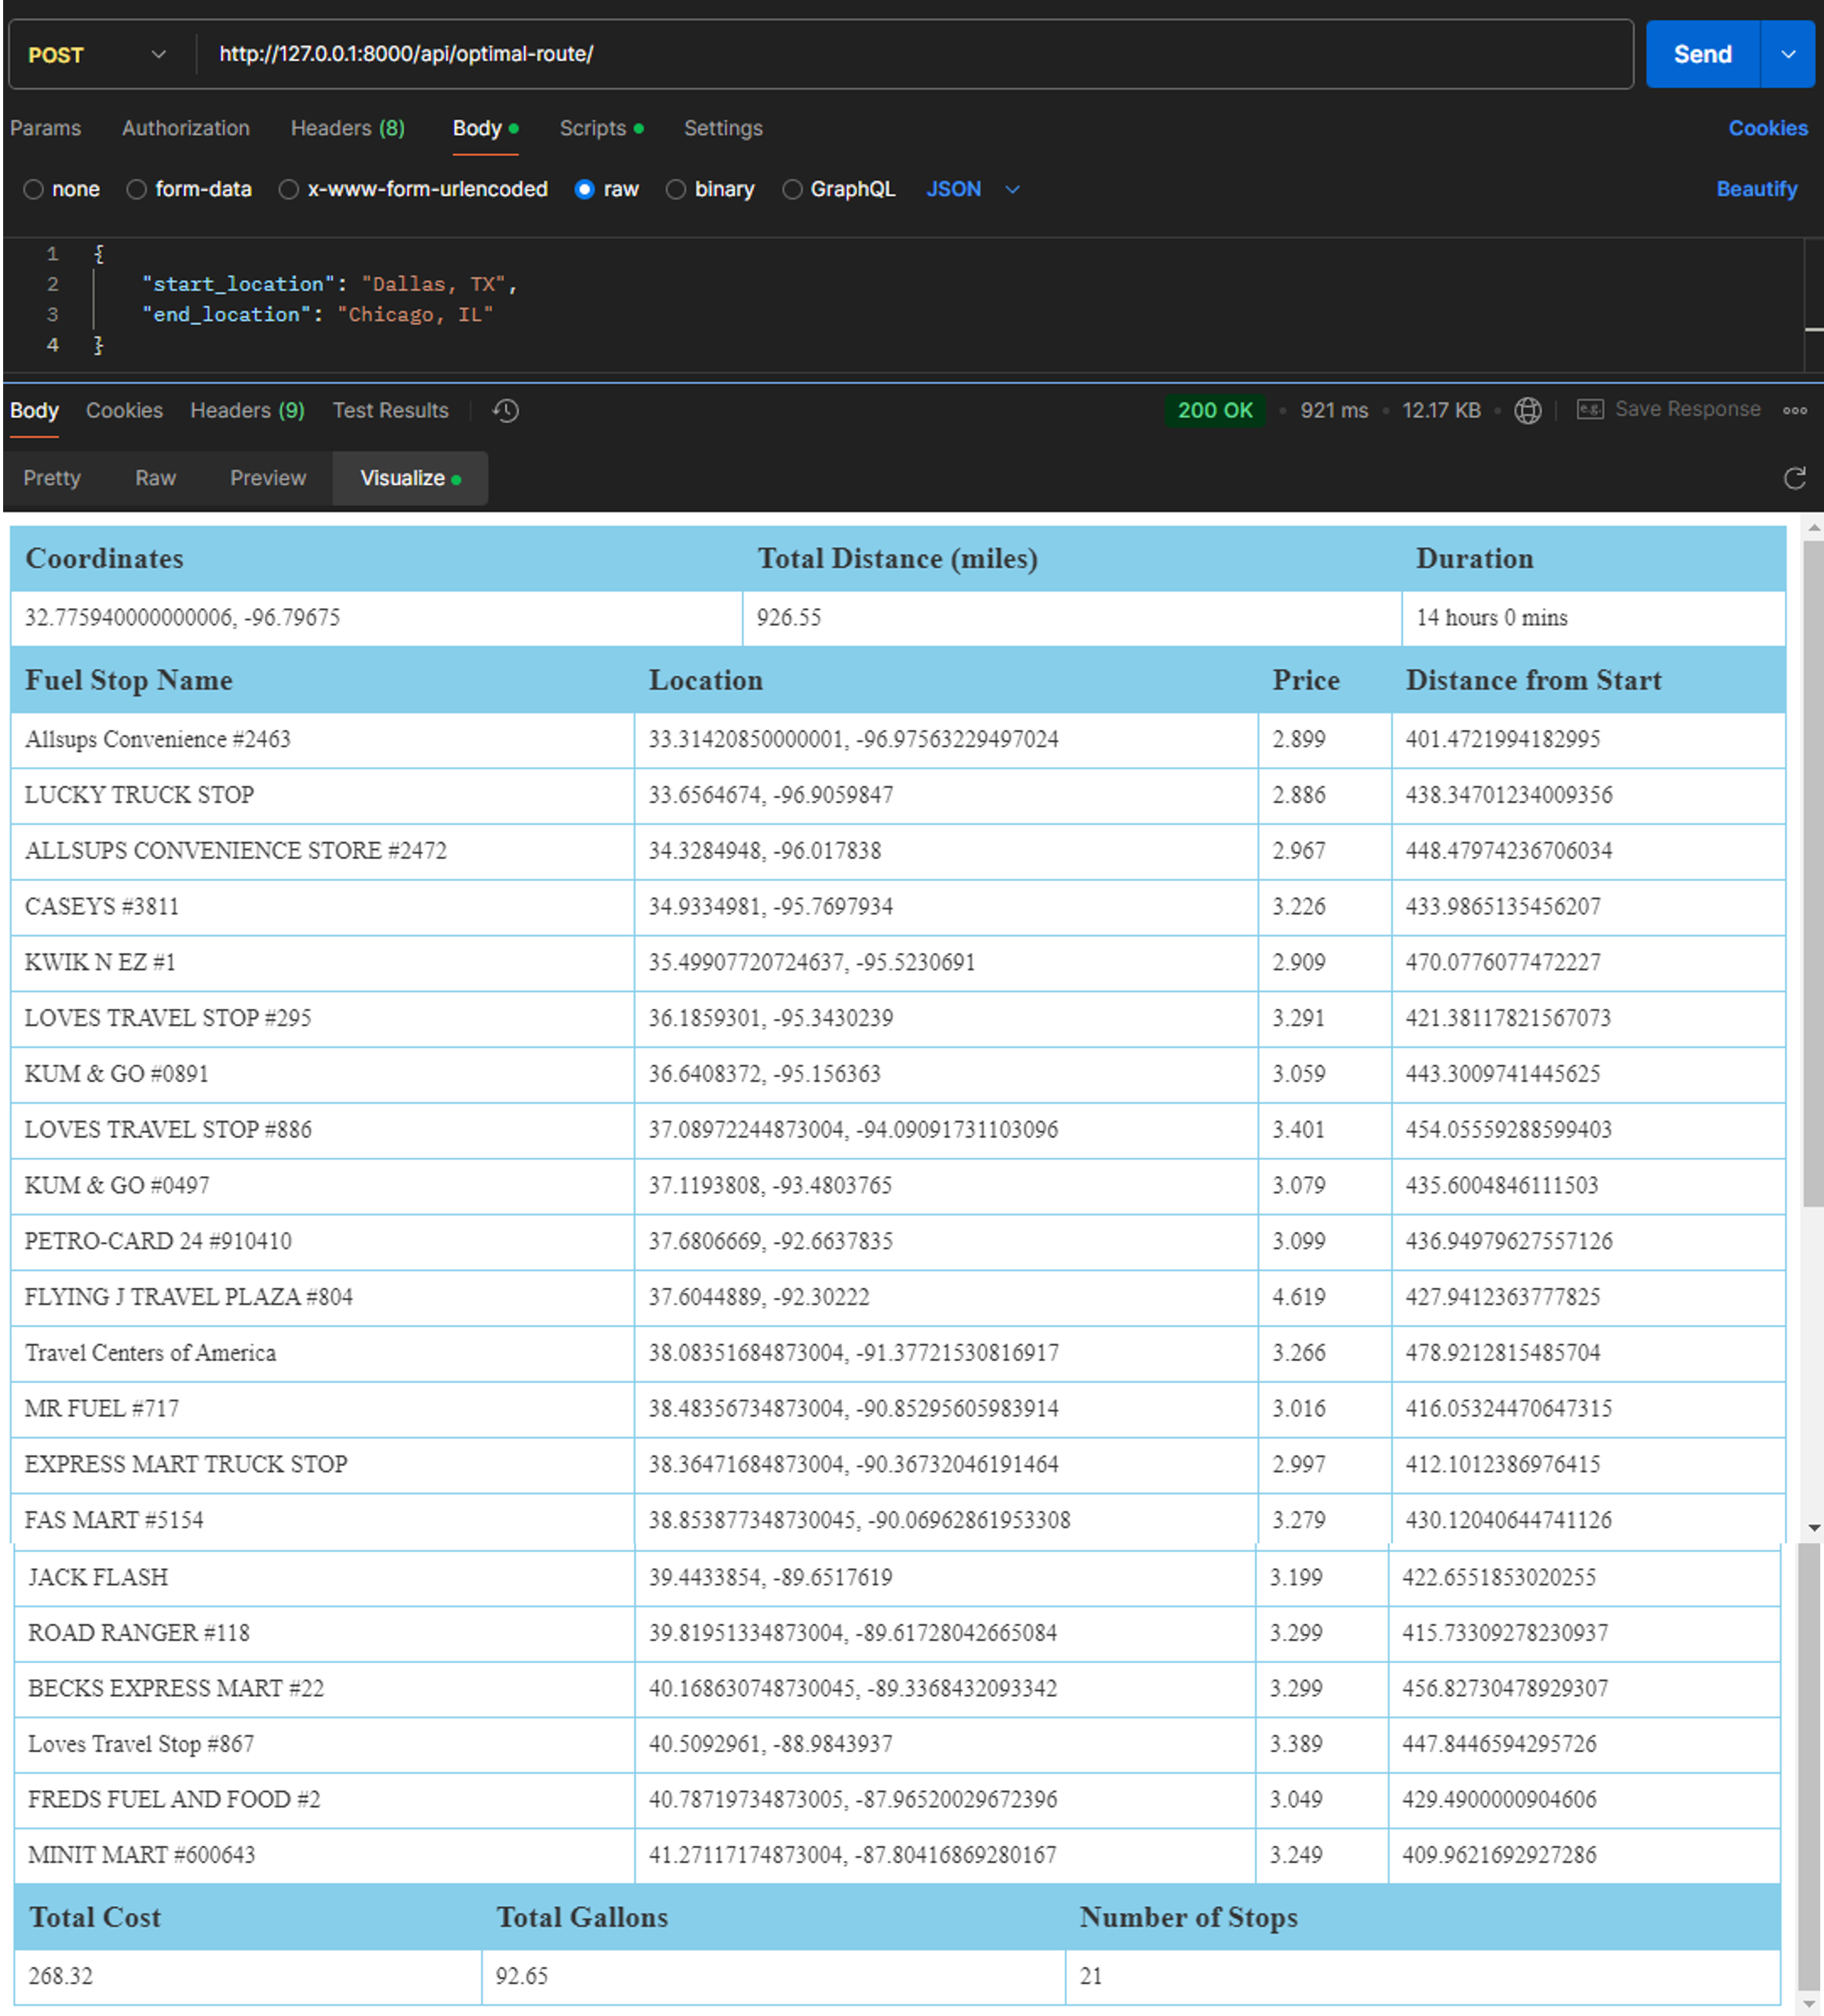 POST http://127.0.0.1:8000/api/optimal-route/ Send
Params Authorization Headers (8) Body Scripts Settings Cookies
none form-data x-www-form-urlencoded raw binary GraphQL JSON Beautify
1 {
2 "start_location": "Dallas, TX",
3 "end_location": "Chicago, IL"
4 }
Body Cookies Headers (9) Test Results 200 OK 921 ms 12.17 KB e.g. Save Response
Pretty Raw Preview Visualize
Coordinates Total Distance (miles) Duration
32.775940000000006, -96.79675 926.55 14 hours 0 mins
Fuel Stop Name Location Price Distance from Start
Allsups Convenience #2463 33.31420850000001, -96.97563229497024 2.899 401.4721994182995
LUCKY TRUCK STOP 33.6564674, -96.9059847 2.886 438.34701234009356
ALLSUPS CONVENIENCE STORE #2472 34.3284948, -96.017838 2.967 448.47974236706034
CASEYS #3811 34.9334981, -95.7697934 3.226 433.9865135456207
KWIK N EZ #1 35.49907720724637, -95.5230691 2.909 470.0776077472227
LOVES TRAVEL STOP #295 36.1859301, -95.3430239 3.291 421.38117821567073
KUM & GO #0891 36.6408372, -95.156363 3.059 443.3009741445625
LOVES TRAVEL STOP #886 37.08972244873004, -94.09091731103096 3.401 454.05559288599403
KUM & GO #0497 37.1193808, -93.4803765 3.079 435.6004846111503
PETRO-CARD 24 #910410 37.6806669, -92.6637835 3.099 436.94979627557126
FLYING J TRAVEL PLAZA #804 37.6044889, -92.30222 4.619 427.9412363777825
Travel Centers of America 38.08351684873004, -91.37721530816917 3.266 478.9212815485704
MR FUEL #717 38.48356734873004, -90.85295605983914 3.016 416.05324470647315
EXPRESS MART TRUCK STOP 38.36471684873004, -90.36732046191464 2.997 412.1012386976415
FAS MART #5154 38.853877348730045, -90.06962861953308 3.279 430.12040644741126
JACK FLASH 39.4433854, -89.6517619 3.199 422.6551853020255
ROAD RANGER #118 39.81951334873004, -89.61728042665084 3.299 415.73309278230937
BECKS EXPRESS MART #22 40.168630748730045, -89.3368432093342 3.299 456.82730478929307
Loves Travel Stop #867 40.5092961, -88.9843937 3.389 447.8446594295726
FREDS FUEL AND FOOD #2 40.78719734873005, -87.96520029672396 3.049 429.4900000904606
MINIT MART #600643 41.27117174873004, -87.80416869280167 3.249 409.9621692927286
Total Cost Total Gallons Number of Stops
268.32 92.65 21